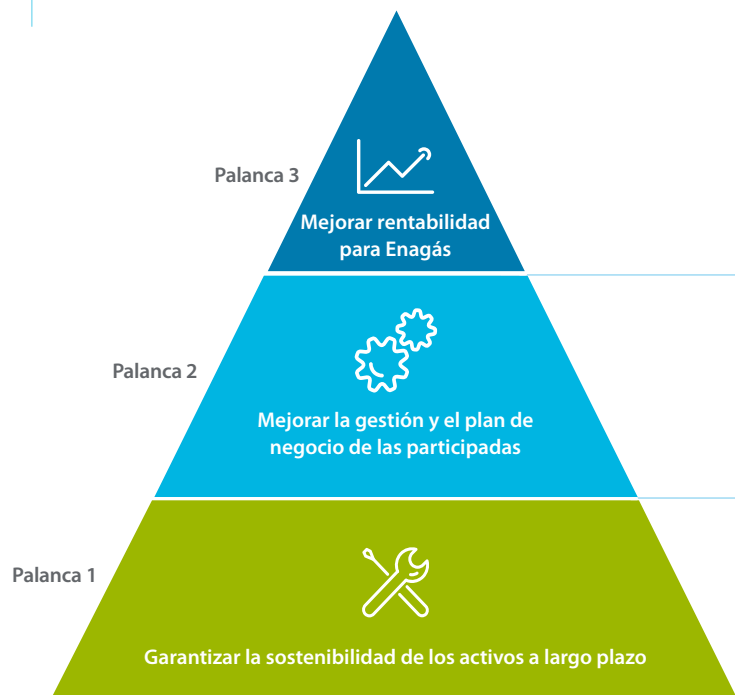 Palanca 3
Mejorar rentabilidad
para Enagás
Palanca 2
Mejorar la gestión y el plan de
negocio de las participadas
Palanca 1
Garantizar la sostenibilidad de los activos a largo plazo